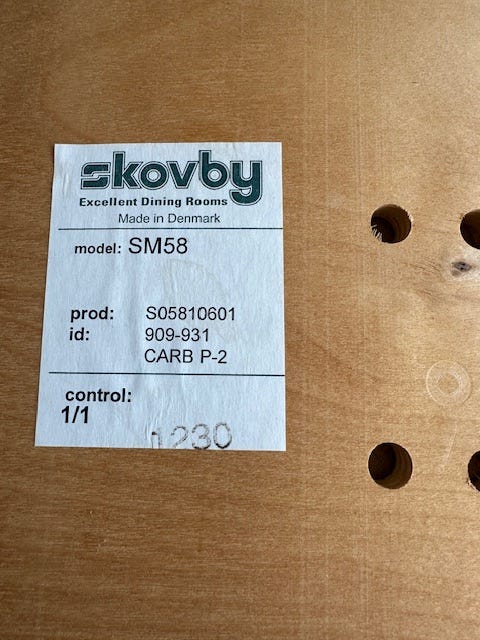 skovby
Excellent Dining Rooms
Made in Denmark
model: SM58
prod: S05810601
id: 909-931
CARB P-2
control:
1/1
1230